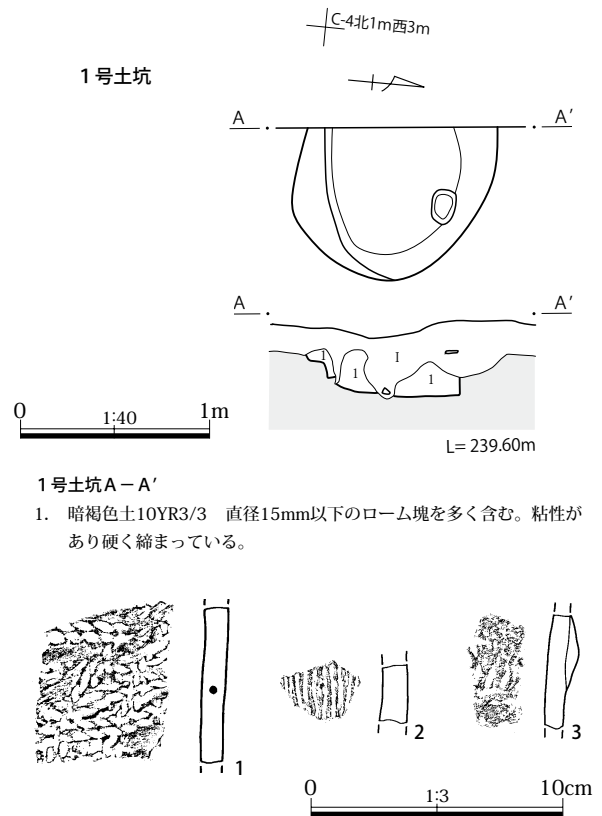 C-4北1m西3m
1号土坑
A A′
A A′
1 1 I 1
0 1:40 1m
L= 239.60m
1号土坑A－A′
1. 暗褐色土10YR3/3 直径15mm以下のローム塊を多く含む。粘性が
あり硬く締まっている。
1 2 3
0 1:3 10cm